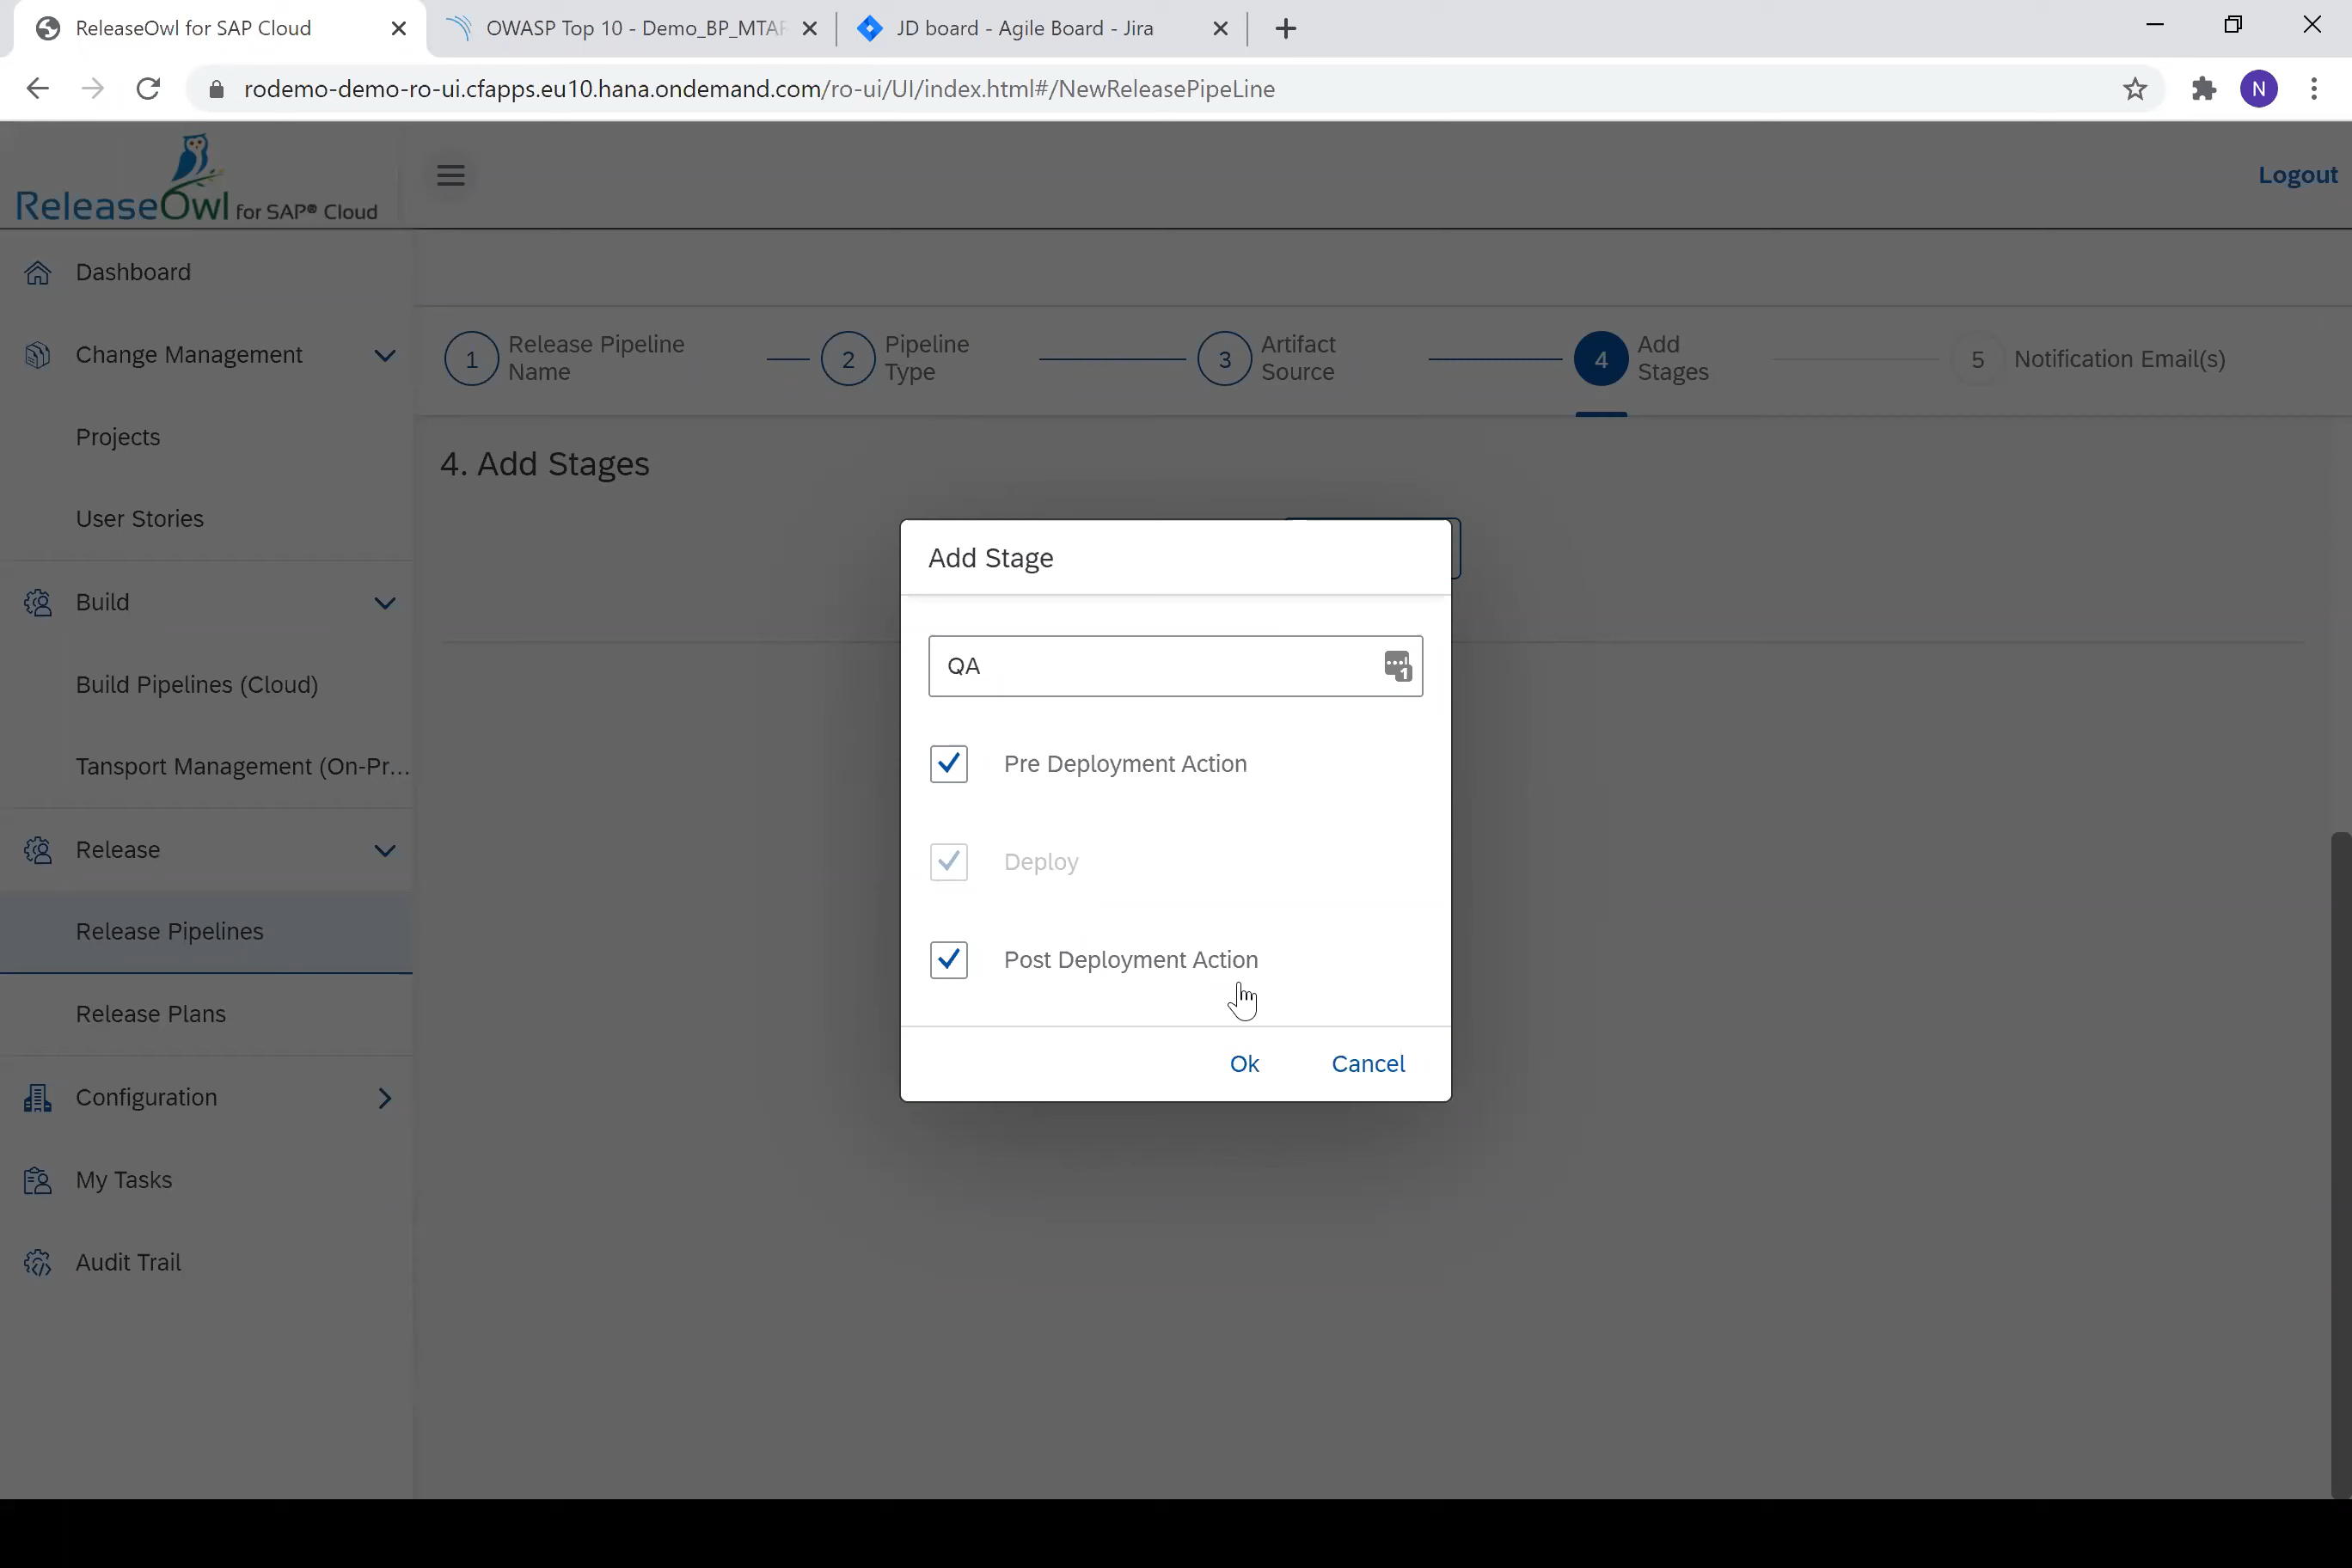 ReleaseOwl for SAP Cloud
OWASP Top 10 - Demo_BP_MTAR
JD board - Agile Board - Jira
rodemo-demo-ro-ui.cfapps.eu10.hana.ondemand.com/ro-ui/UI/index.html#/NewReleasePipeLine
N
ReleaseOwl for SAP® Cloud
Logout
Dashboard
Change Management
Projects
User Stories
Build
Build Pipelines (Cloud)
Tansport Management (On-Pr...
Release
Release Pipelines
Release Plans
Configuration
My Tasks
Audit Trail
1 Release Pipeline
Name
2 Pipeline
Type
3 Artifact
Source
4 Add
Stages
5 Notification Email(s)
4. Add Stages
Add Stage
QA
1
Pre Deployment Action
Deploy
Post Deployment Action
Ok
Cancel